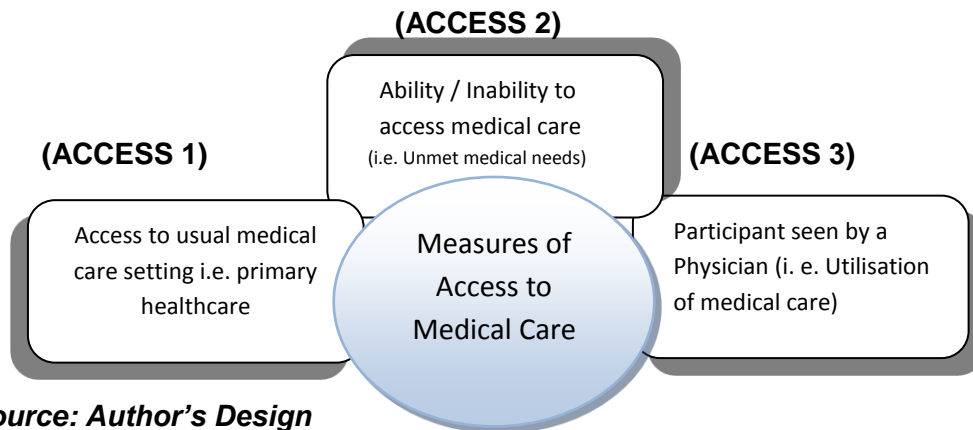 (ACCESS 2)
Ability / Inability to
access medical care
(i.e. Unmet medical needs)
(ACCESS 1)
(ACCESS 3)
Access to usual medical
care setting i.e. primary
healthcare
Measures of
Access to
Medical Care
Participant seen by a
Physician (i. e. Utilisation
of medical care)
ource: Author's Design